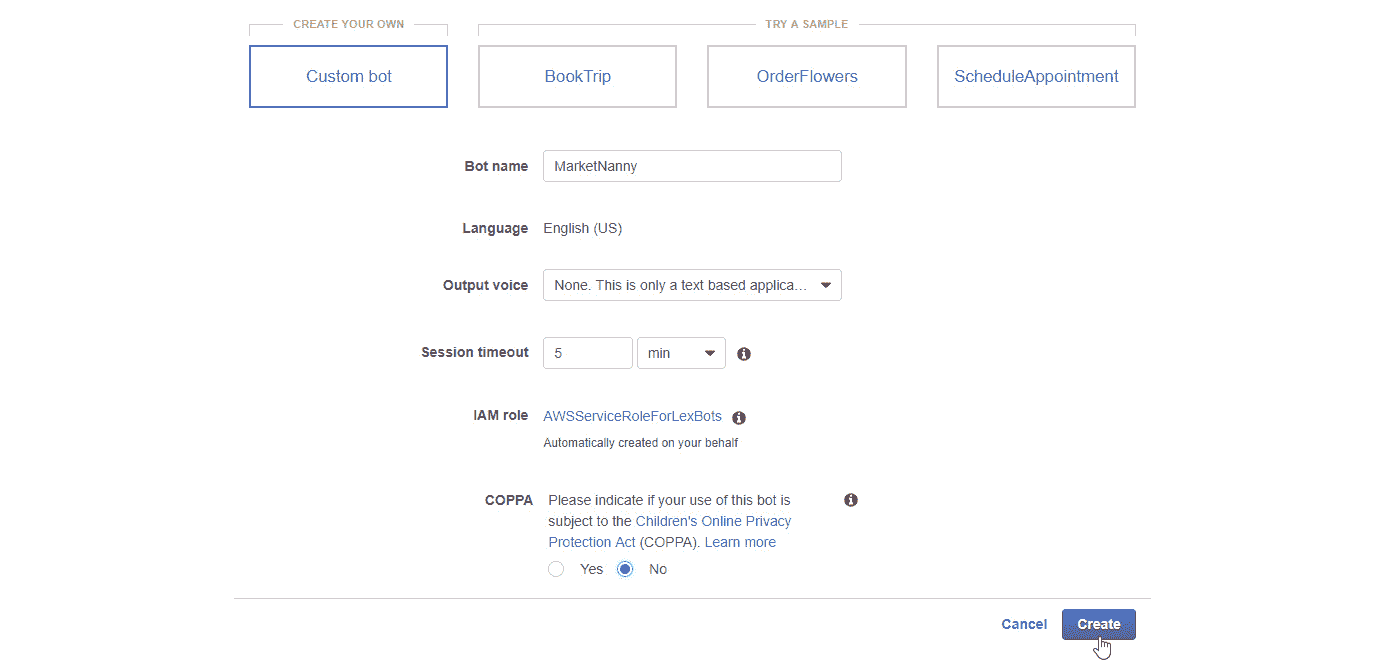 CREATE YOUR OWN
TRY A SAMPLE
Custom bot
BookTrip
OrderFlowers
ScheduleAppointment
Bot name
MarketNanny
Language
English (US)
Output voice
None. This is only a text based applica...
Session timeout
5
min
IAM role
AWSServiceRoleForLexBots
Automatically created on your behalf
COPPA
Please indicate if your use of this bot is
subject to the Children's Online Privacy
Protection Act (COPPA). Learn more
Yes
No
Cancel
Create